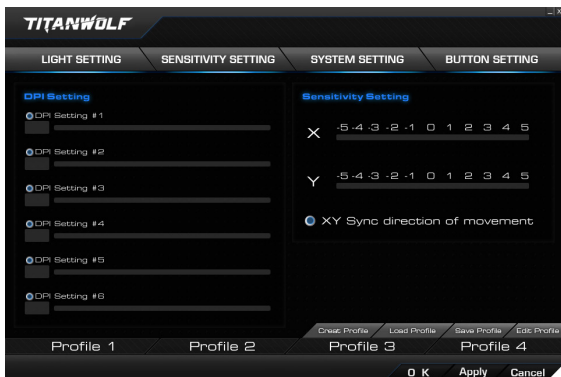 TITANWOLF
LIGHT SETTING SENSITIVITY SETTING SYSTEM SETTING BUTTON SETTING
DPI Setting
DPI Setting #1
DPI Setting #2
DPI Setting #3
DPI Setting #4
DPI Setting #5
DPI Setting #6
Sensitivity Setting
X -5 -4 -3 -2 -1 0 1 2 3 4 5
Y -5 -4 -3 -2 -1 0 1 2 3 4 5
XY Sync direction of movement
Creat Profile Load Profile Save Profile Edit Profile
Profile 1 Profile 2 Profile 3 Profile 4
OK Apply Cancel